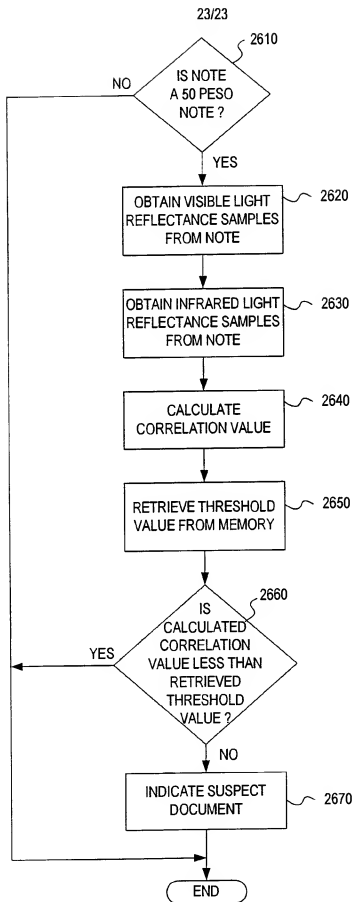 23/23
2610
IS NOTE
A 50 PESO
NOTE ?
NO
YES
OBTAIN VISIBLE LIGHT
REFLECTANCE SAMPLES
FROM NOTE
2620
OBTAIN INFRARED LIGHT
REFLECTANCE SAMPLES
FROM NOTE
2630
CALCULATE
CORRELATION VALUE
2640
RETRIEVE THRESHOLD
VALUE FROM MEMORY
2650
2660
IS
CALCULATED
CORRELATION
VALUE LESS THAN
RETRIEVED
THRESHOLD
VALUE ?
YES
NO
INDICATE SUSPECT
DOCUMENT
2670
END